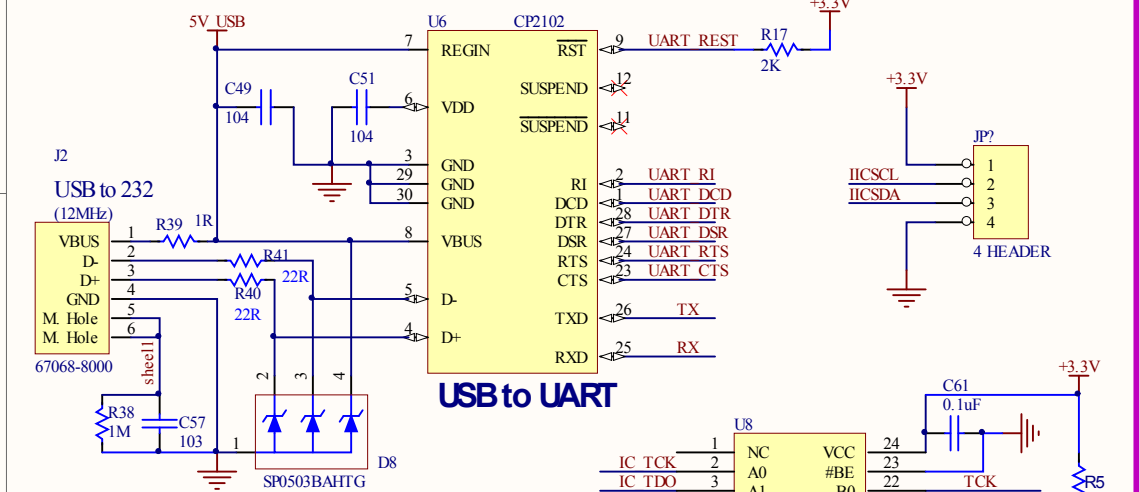 5V_USB
U6
CP2102
+3.3V
7
REGIN
RST
9
UART_REST
R17
2K
C49
104
C51
104
6
VDD
SUSPEND
12
SUSPEND
11
+3.3V
JP?
3
GND
29
GND
30
GND
RI
2
UART_RI
DCD
1
UART_DCD
DTR
28
UART_DTR
DSR
27
UART_DSR
RTS
24
UART_RTS
CTS
23
UART_CTS
1
IICSCL
2
IICSDA
3
4
4 HEADER
J2
USB to 232
(12MHz)
R39
1R
VBUS
1
D-
2
D+
3
GND
4
M. Hole
5
M. Hole
6
67068-8000
R41
22R
R40
22R
8
VBUS
5
D-
4
D+
TXD
26
TX
RXD
25
RX
USB to UART
sheel1
R38
1M
C57
103
2
3
4
1
D8
SP0503BAHTG
+3.3V
C61
0.1uF
U8
1
NC
VCC
24
IC_TCK
2
A0
#BE
23
IC_TDO
3
A1
B0
22
TCK
R5